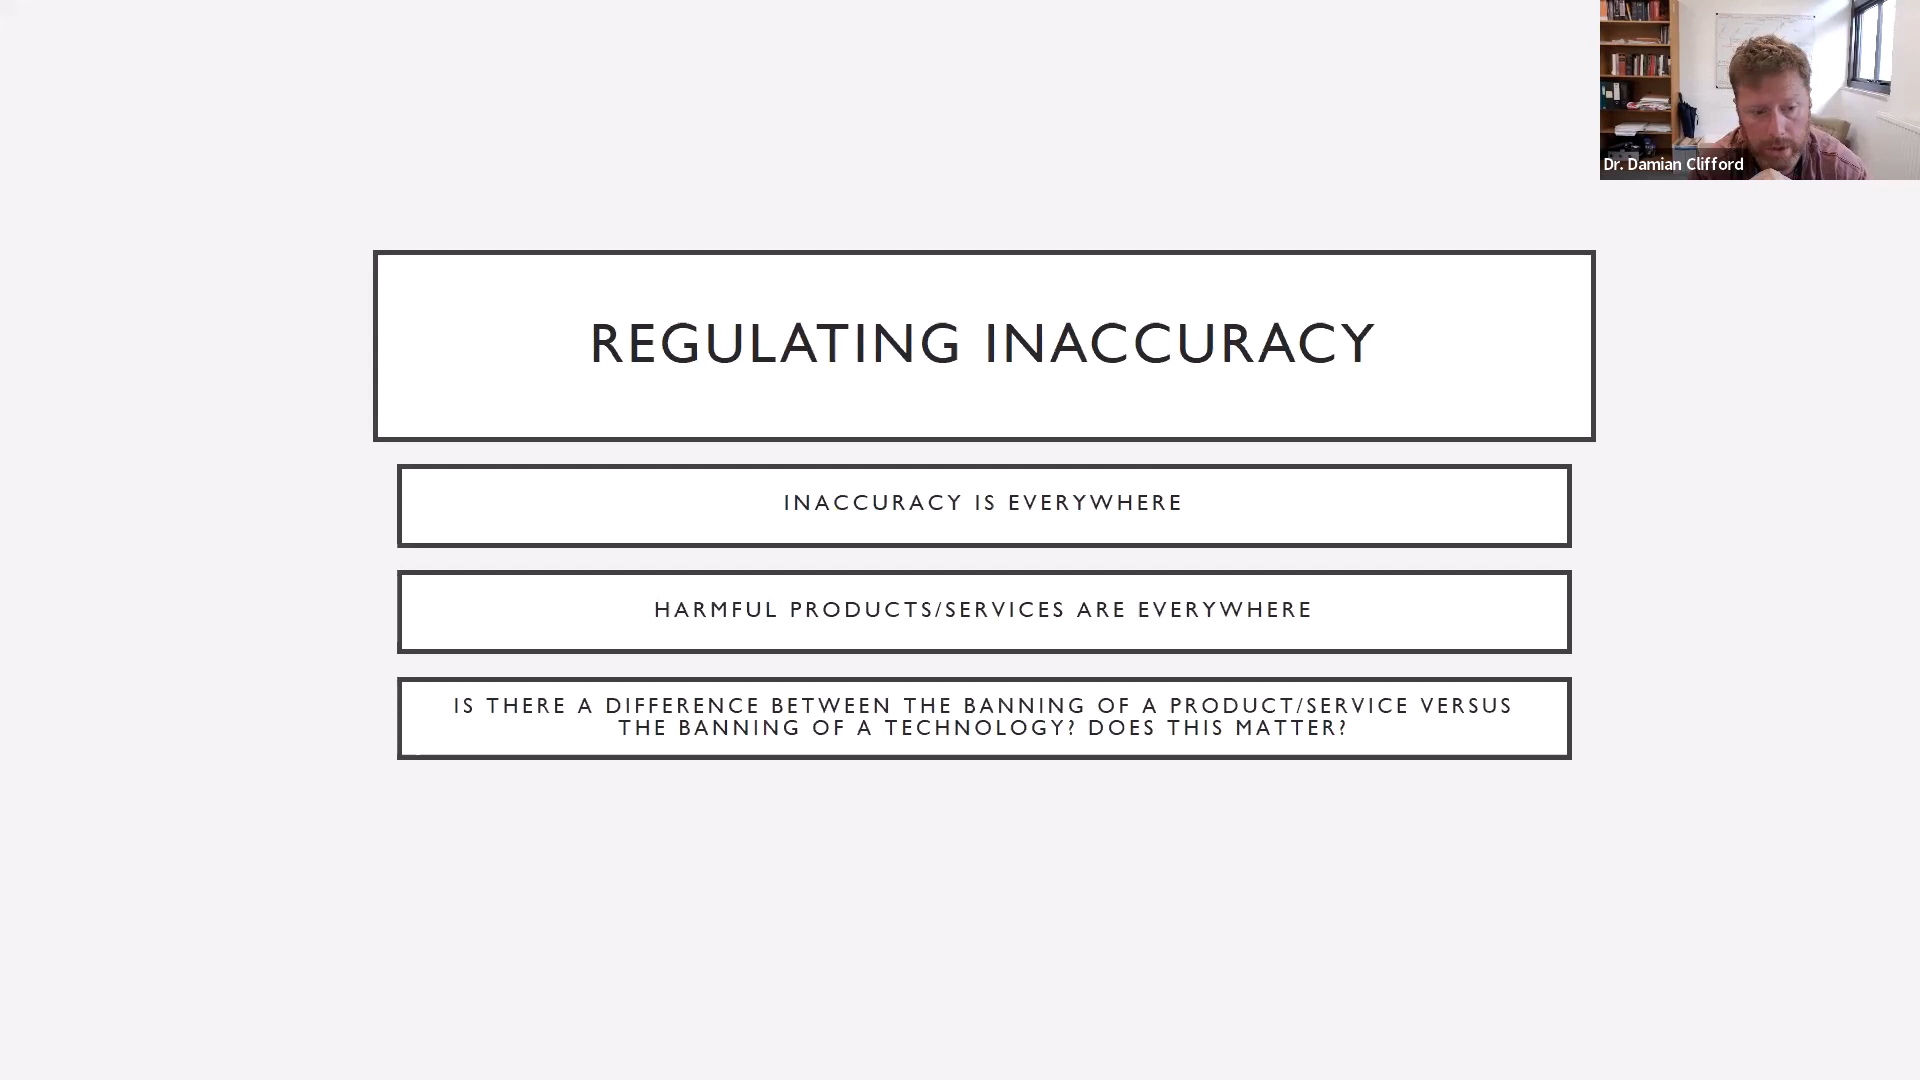 Dr. Damian Clifford
REGULATING INACCURACY
INACCURACY IS EVERYWHERE
HARMFUL PRODUCTS/SERVICES ARE EVERYWHERE
IS THERE A DIFFERENCE BETWEEN THE BANNING OF A PRODUCT/SERVICE VERSUS
THE BANNING OF A TECHNOLOGY? DOES THIS MATTER?